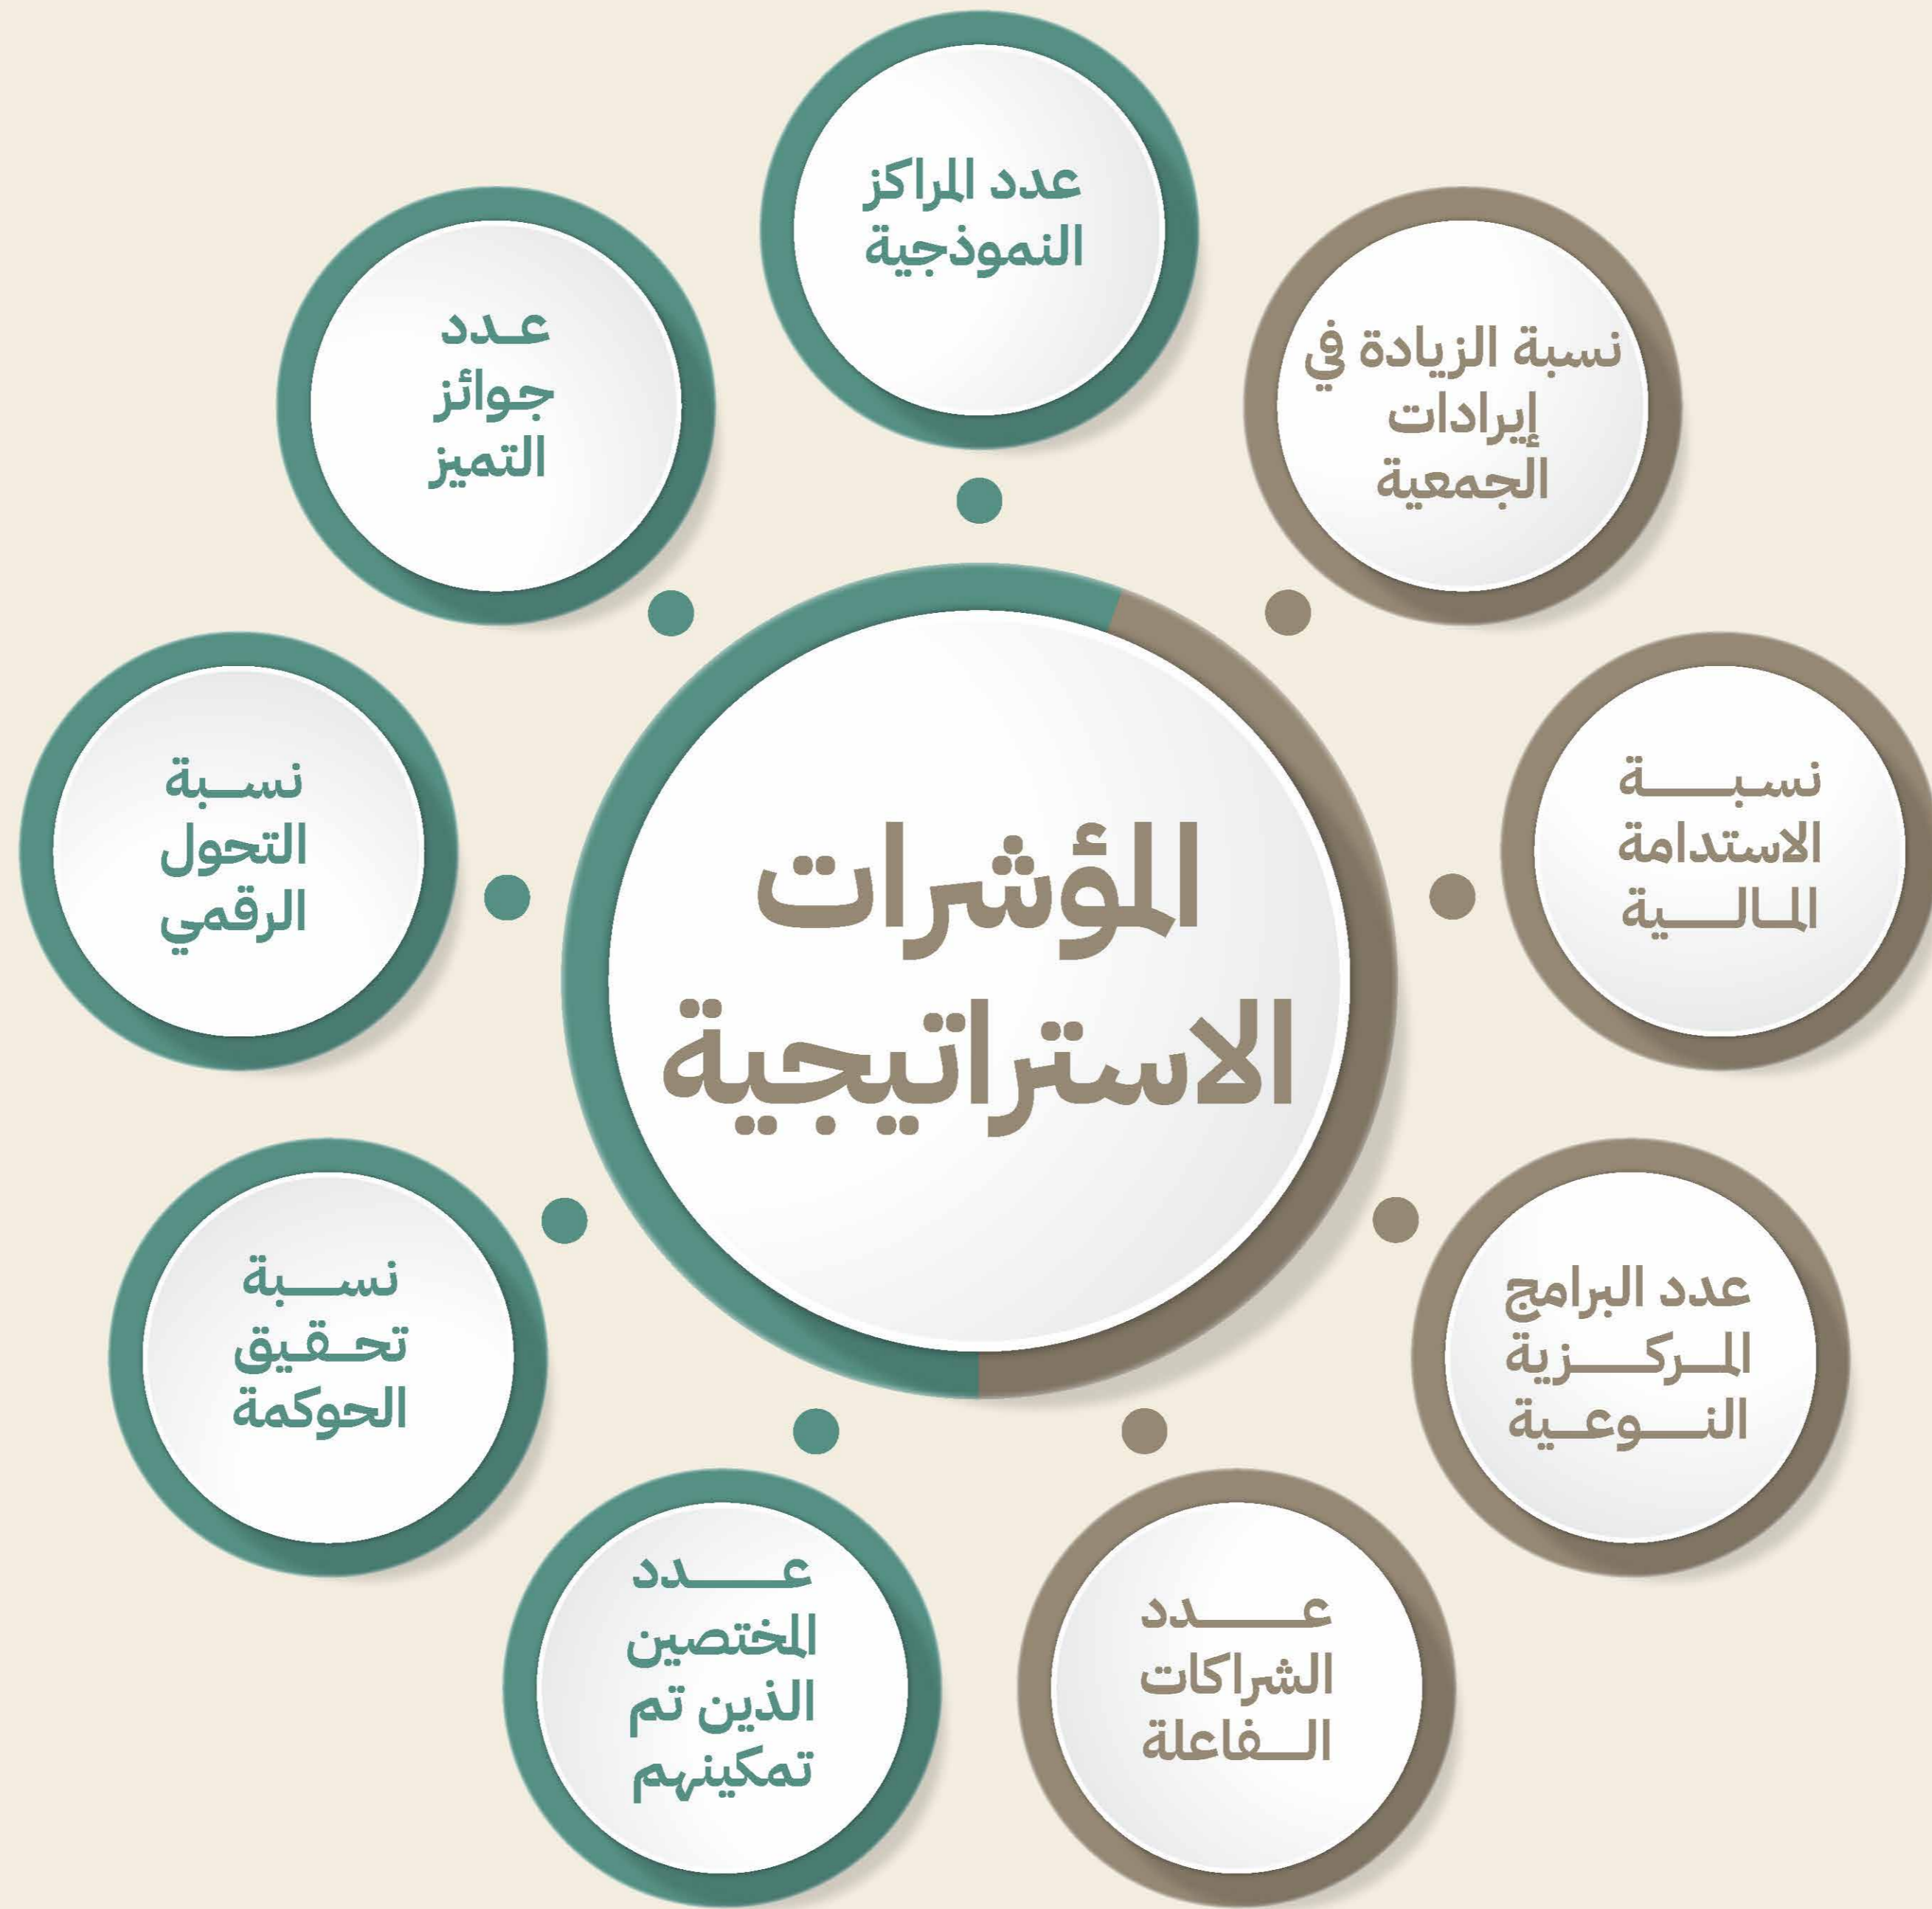 المؤشرات
الاستراتيجية
عدد المراكز
النموذجية
نسبة الزيادة في
إيرادات
الجمعية
نسبة
الاستدامة
المالية
عدد البرامج
المركزية
النوعية
عدد
الشراكات
الفاعلة
عدد
المختصين
الذين تم
تمكينهم
نسبة
تحقيق
الحوكمة
نسبة
التحول
الرقمي
عدد
جوائز
التميز